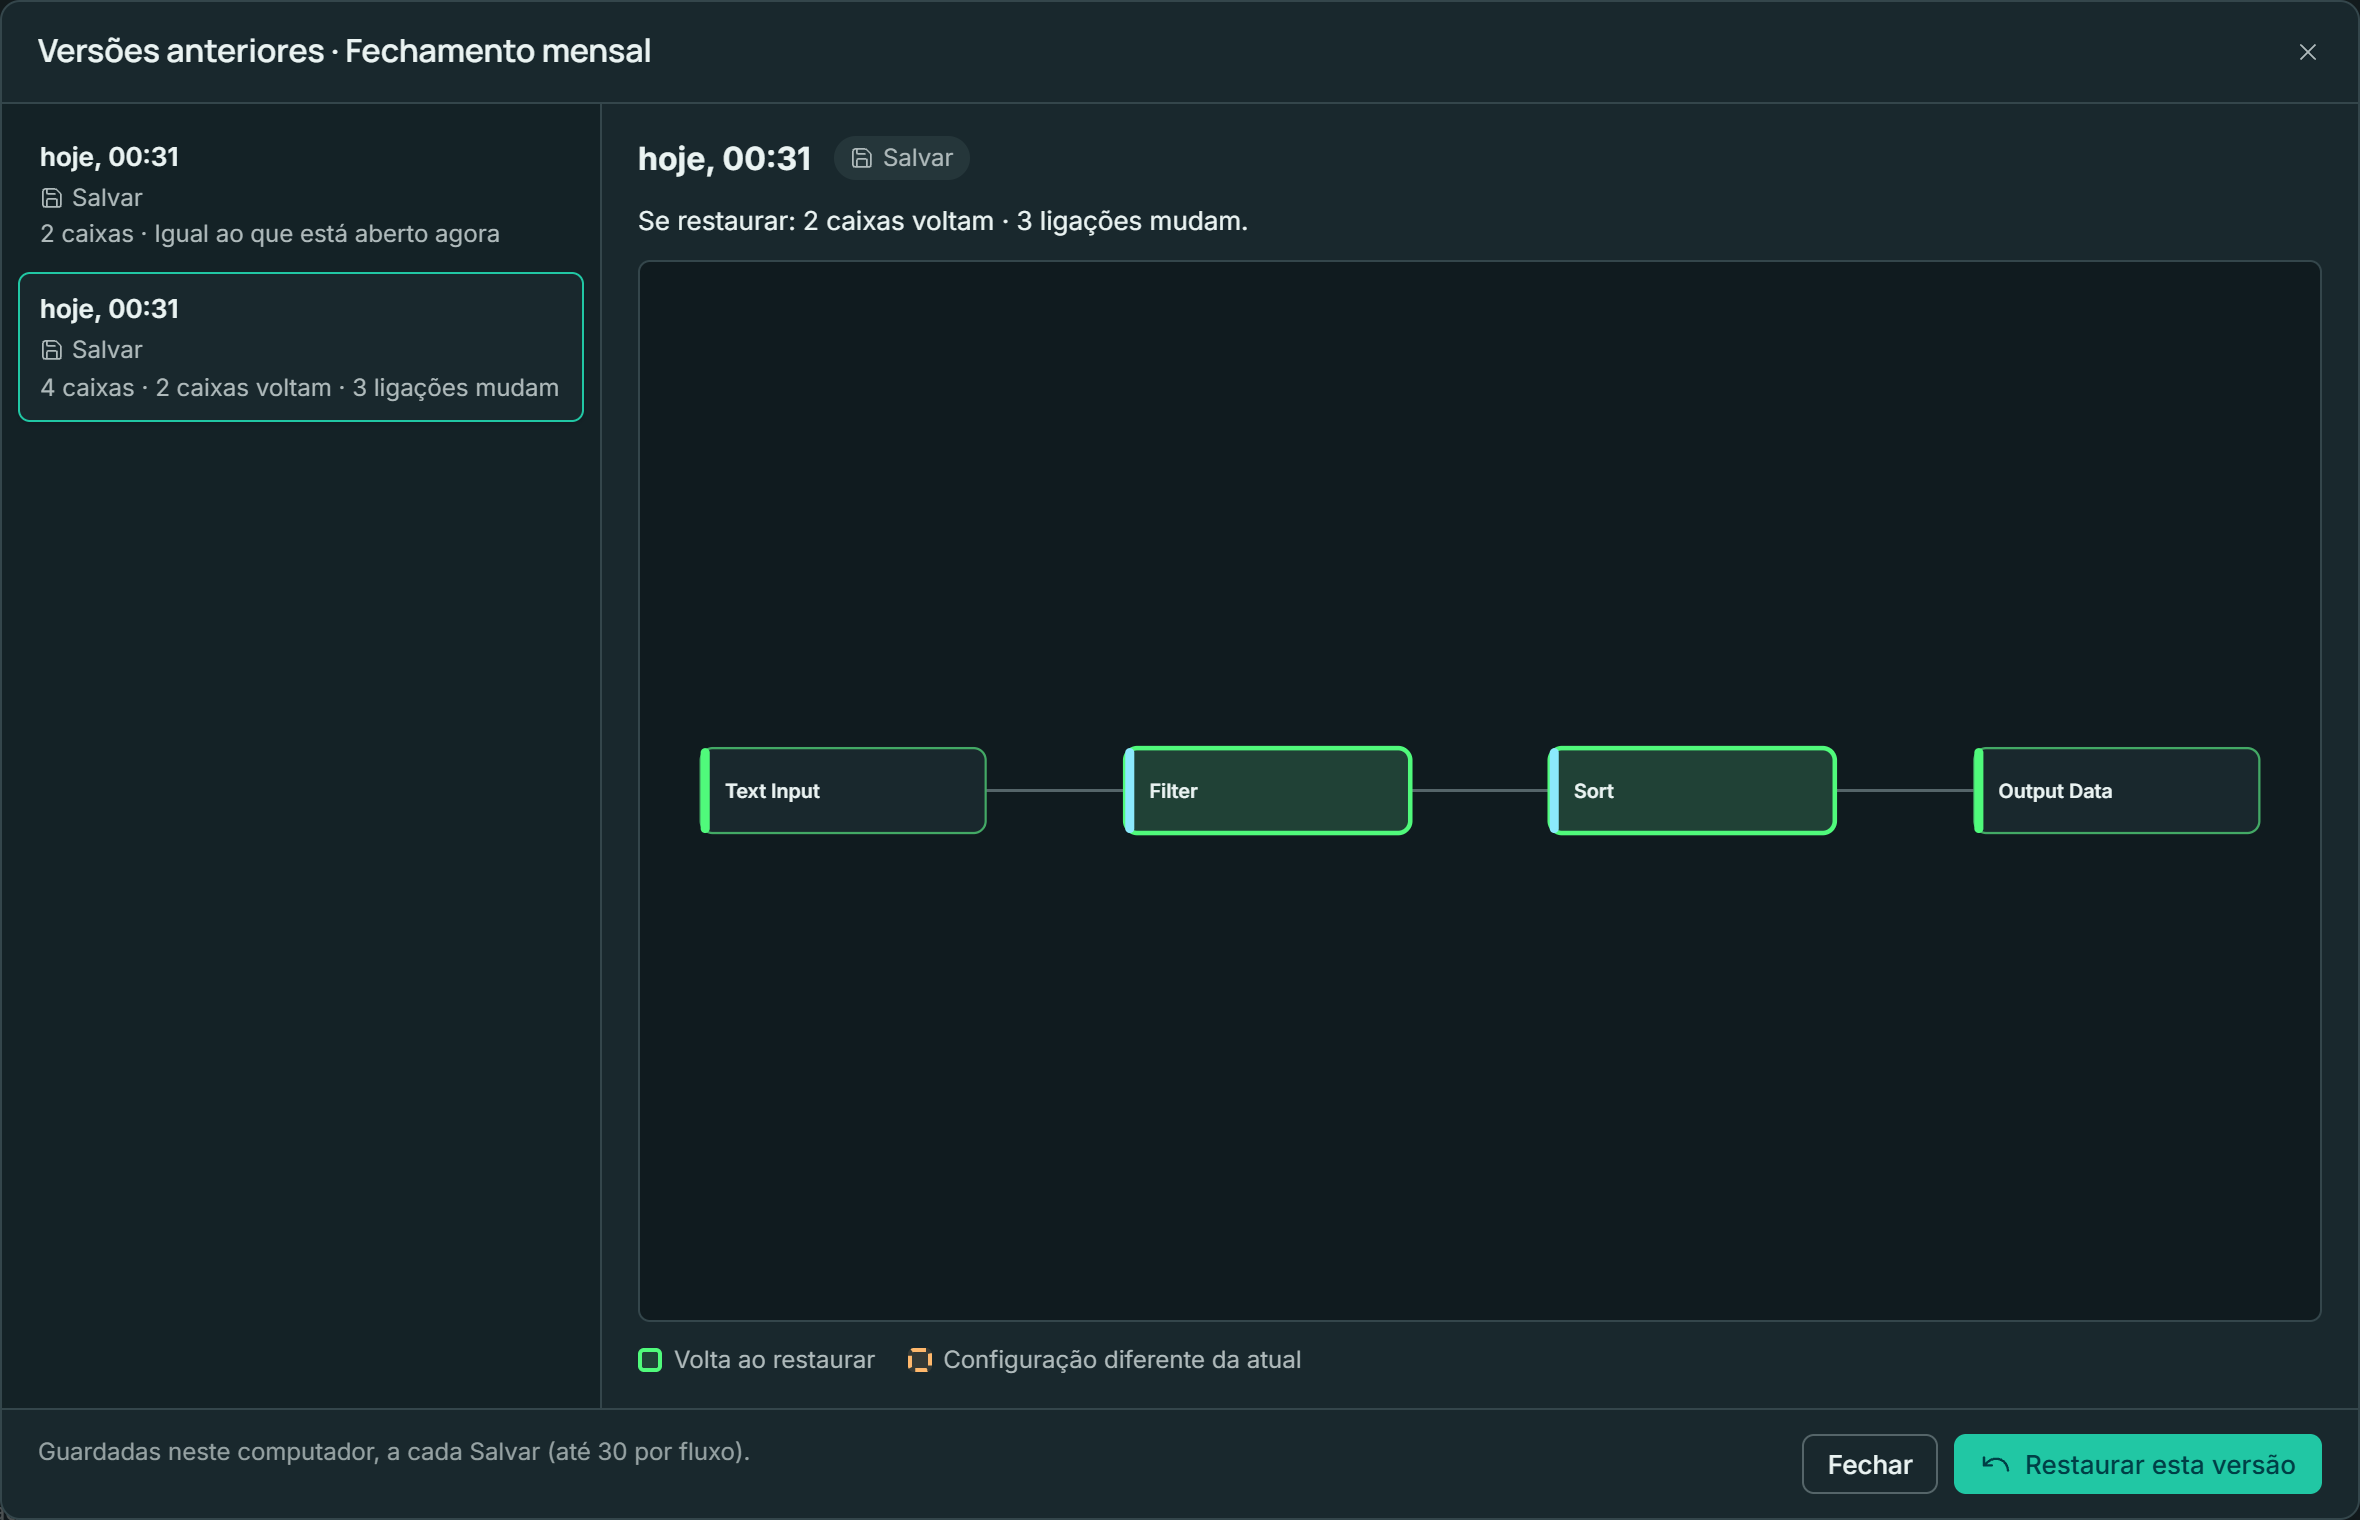 Versões anteriores · Fechamento mensal
hoje, 00:31
Salvar
2 caixas · Igual ao que está aberto agora
hoje, 00:31
Salvar
4 caixas · 2 caixas voltam · 3 ligações mudam
hoje, 00:31 Salvar
Se restaurar: 2 caixas voltam · 3 ligações mudam.
Text Input Filter Sort Output Data
Volta ao restaurar Configuração diferente da atual
Guardadas neste computador, a cada Salvar (até 30 por fluxo).
Fechar Restaurar esta versão